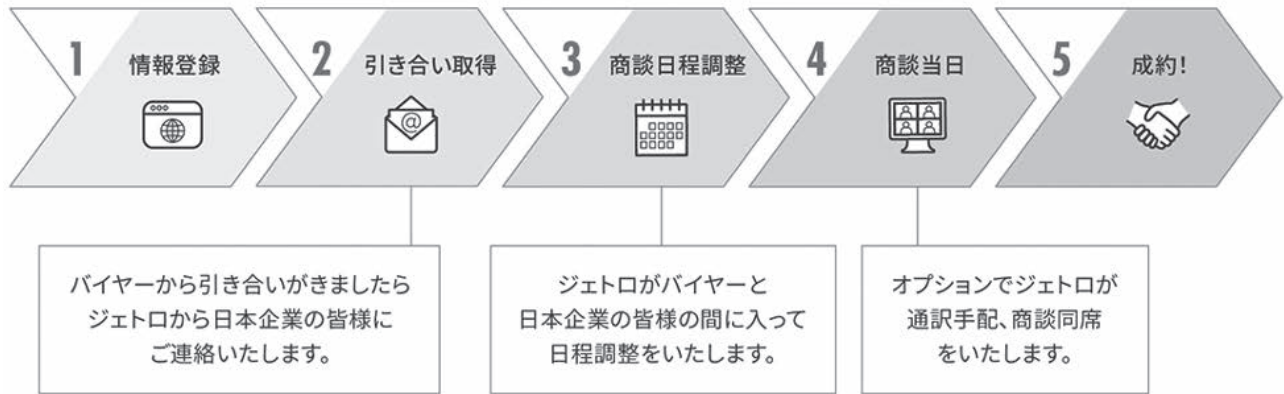 1 情報登録
2 引き合い取得
3 商談日程調整
4 商談当日
5 成約!
@
バイヤーから引き合いがきましたら
ジェトロから日本企業の皆様に
ご連絡いたします。
ジェトロがバイヤーと
日本企業の皆様の間に入って
日程調整をいたします。
オプションでジェトロが
通訳手配、商談同席
をいたします。